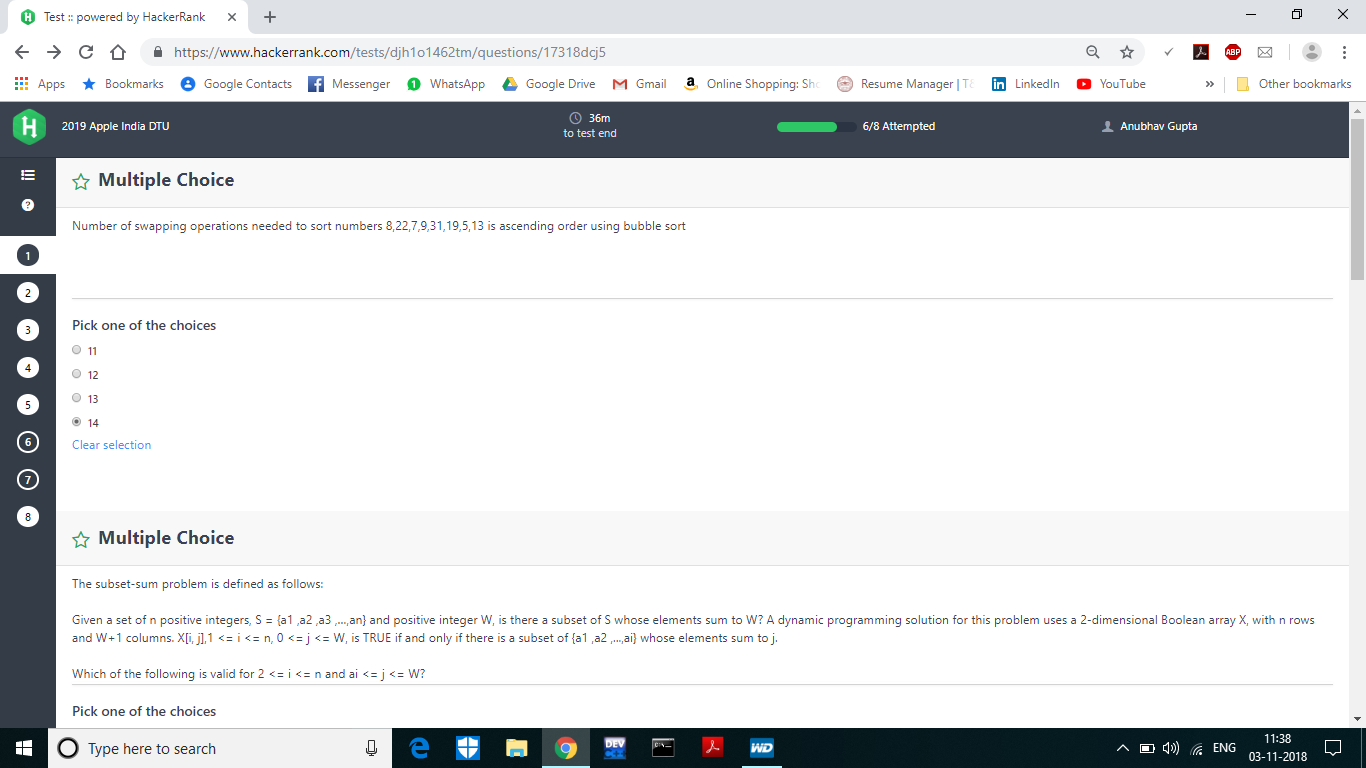 Test :: powered by HackerRank
https://www.hackerrank.com/tests/djh1o1462tm/questions/17318dcj5
ABP
Apps Bookmarks Google Contacts Messenger 1 WhatsApp Google Drive Gmail a Online Shopping: Sh Resume Manager | T in LinkedIn YouTube » Other bookmarks
H 2019 Apple India DTU 36m 6/8 Attempted Anubhav Gupta
to test end
Multiple Choice
?
Number of swapping operations needed to sort numbers 8,22,7,9,31,19,5,13 is ascending order using bubble sort
1
2
3
4
5
6
7
8
Pick one of the choices
11
12
13
14
Clear selection
Multiple Choice
The subset-sum problem is defined as follows:
Given a set of n positive integers, S = {a1 ,a2 ,a3 ,...,an} and positive integer W, is there a subset of S whose elements sum to W? A dynamic programming solution for this problem uses a 2-dimensional Boolean array X, with n rows
and W+1 columns. X[i, j],1 <= i <= n, 0 <= j <= W, is TRUE if and only if there is a subset of {a1 ,a2 ,...,ai} whose elements sum to j.
Which of the following is valid for 2 <= i <= n and ai <= j <= W?
Pick one of the choices
Type here to search
DEV
WD
ENG
11:38
03-11-2018